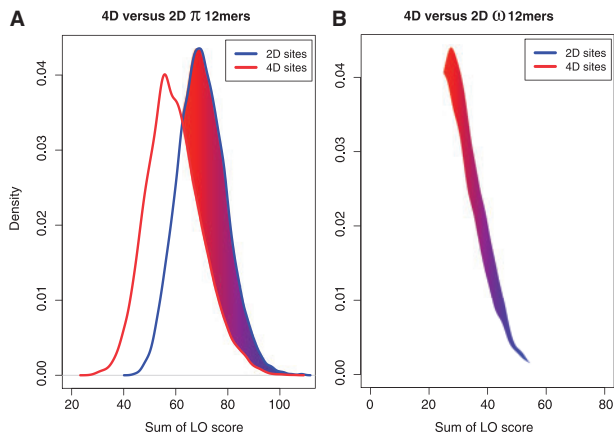 A
4D versus 2D π 12mers
2D sites
4D sites
Density
0.00
0.01
0.02
0.03
0.04
20 40 60 80 100
Sum of LO score
B
4D versus 2D ω 12mers
2D sites
4D sites
0.00
0.01
0.02
0.03
0.04
0 20 40 60 80
Sum of LO score